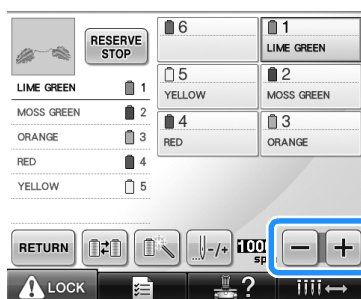 RESERVE
STOP
LIME GREEN 1
MOSS GREEN 2
ORANGE 3
RED 4
YELLOW 5
6
1
LIME GREEN
5
YELLOW
2
MOSS GREEN
4
RED
3
ORANGE
RETURN
-/+
- +
LOCK
?